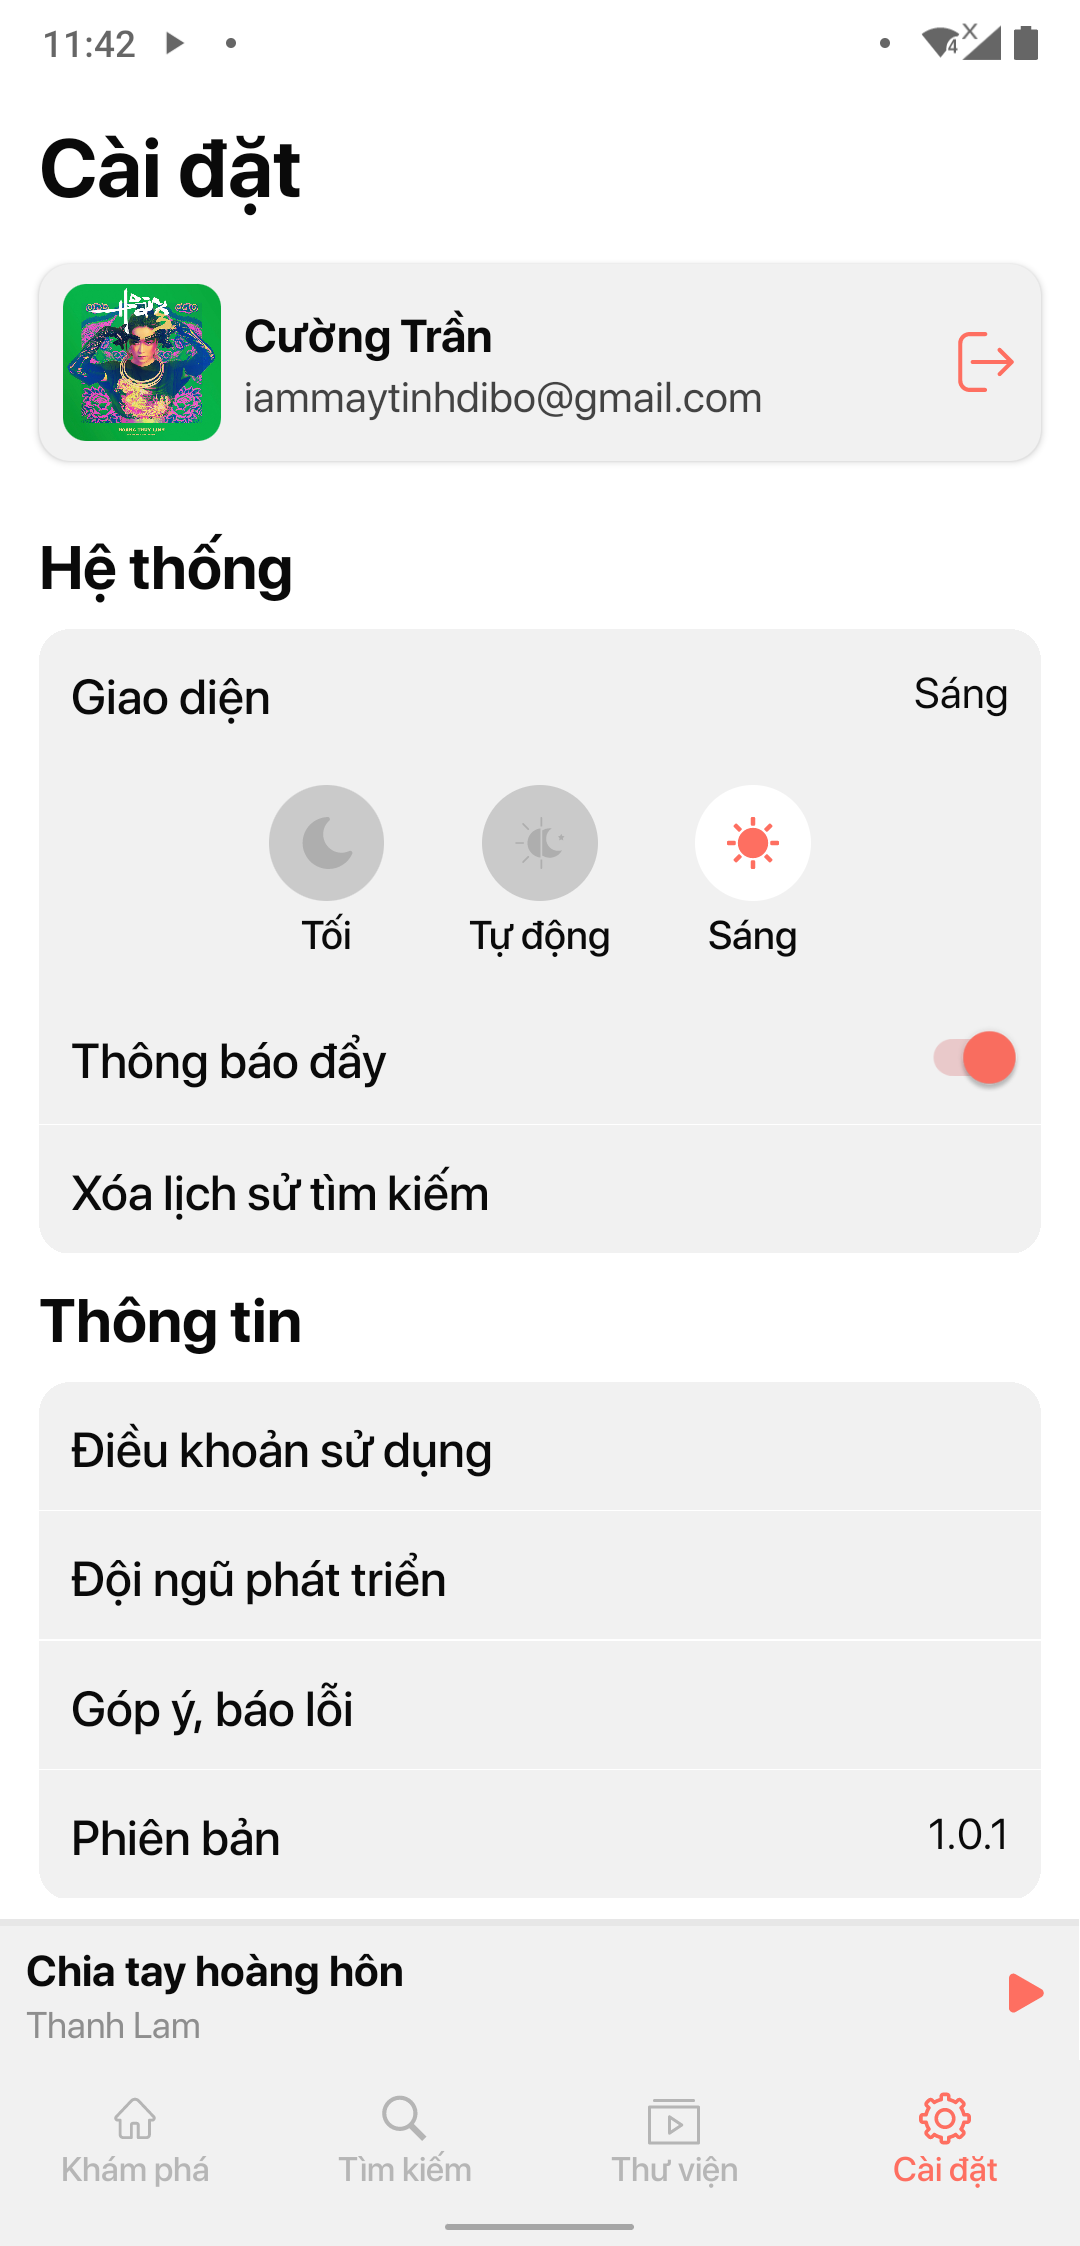 11:42
Cài đặt
Cường Trần
iammaytinhdibo@gmail.com
Hệ thống
Giao diện
Sáng
Tối
Tự động
Sáng
Thông báo đẩy
Xóa lịch sử tìm kiếm
Thông tin
Điều khoản sử dụng
Đội ngũ phát triển
Góp ý, báo lỗi
Phiên bản
1.0.1
Chia tay hoàng hôn
Thanh Lam
Khám phá
Tìm kiếm
Thư viện
Cài đặt